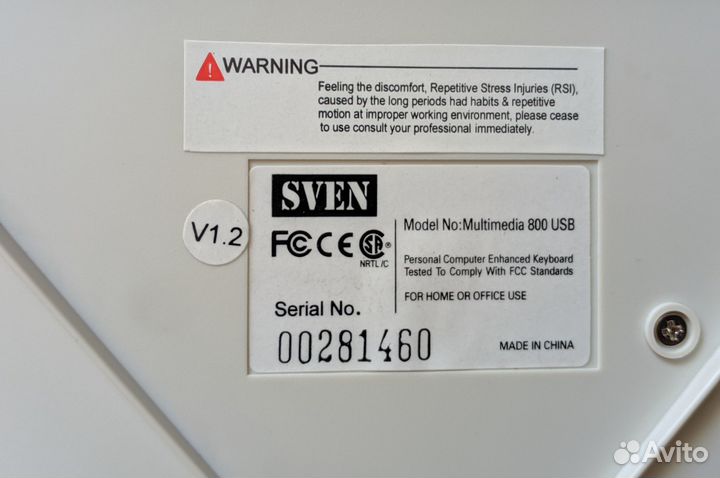 WARNING
Feeling the discomfort, Repetitive Stress Injuries (RSI),
caused by the long periods had habits & repetitive
motion at improper working environment, please cease
to use consult your professional immediately.
V1.2
SVEN
FC CE SA®
NRTL/C
Model No:Multimedia 800 USB
Personal Computer Enhanced Keyboard
Tested To Comply With FCC Standards
FOR HOME OR OFFICE USE
Serial No.
00281460
MADE IN CHINA
Avito